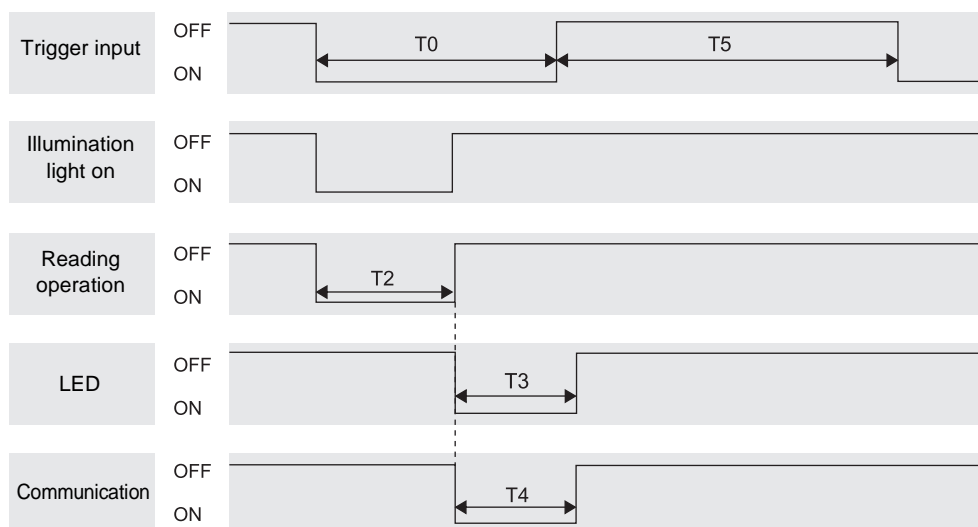 Trigger input
OFF
ON
T0
T5
Illumination
light on
OFF
ON
Reading
operation
OFF
ON
T2
LED
OFF
ON
T3
Communication
OFF
ON
T4